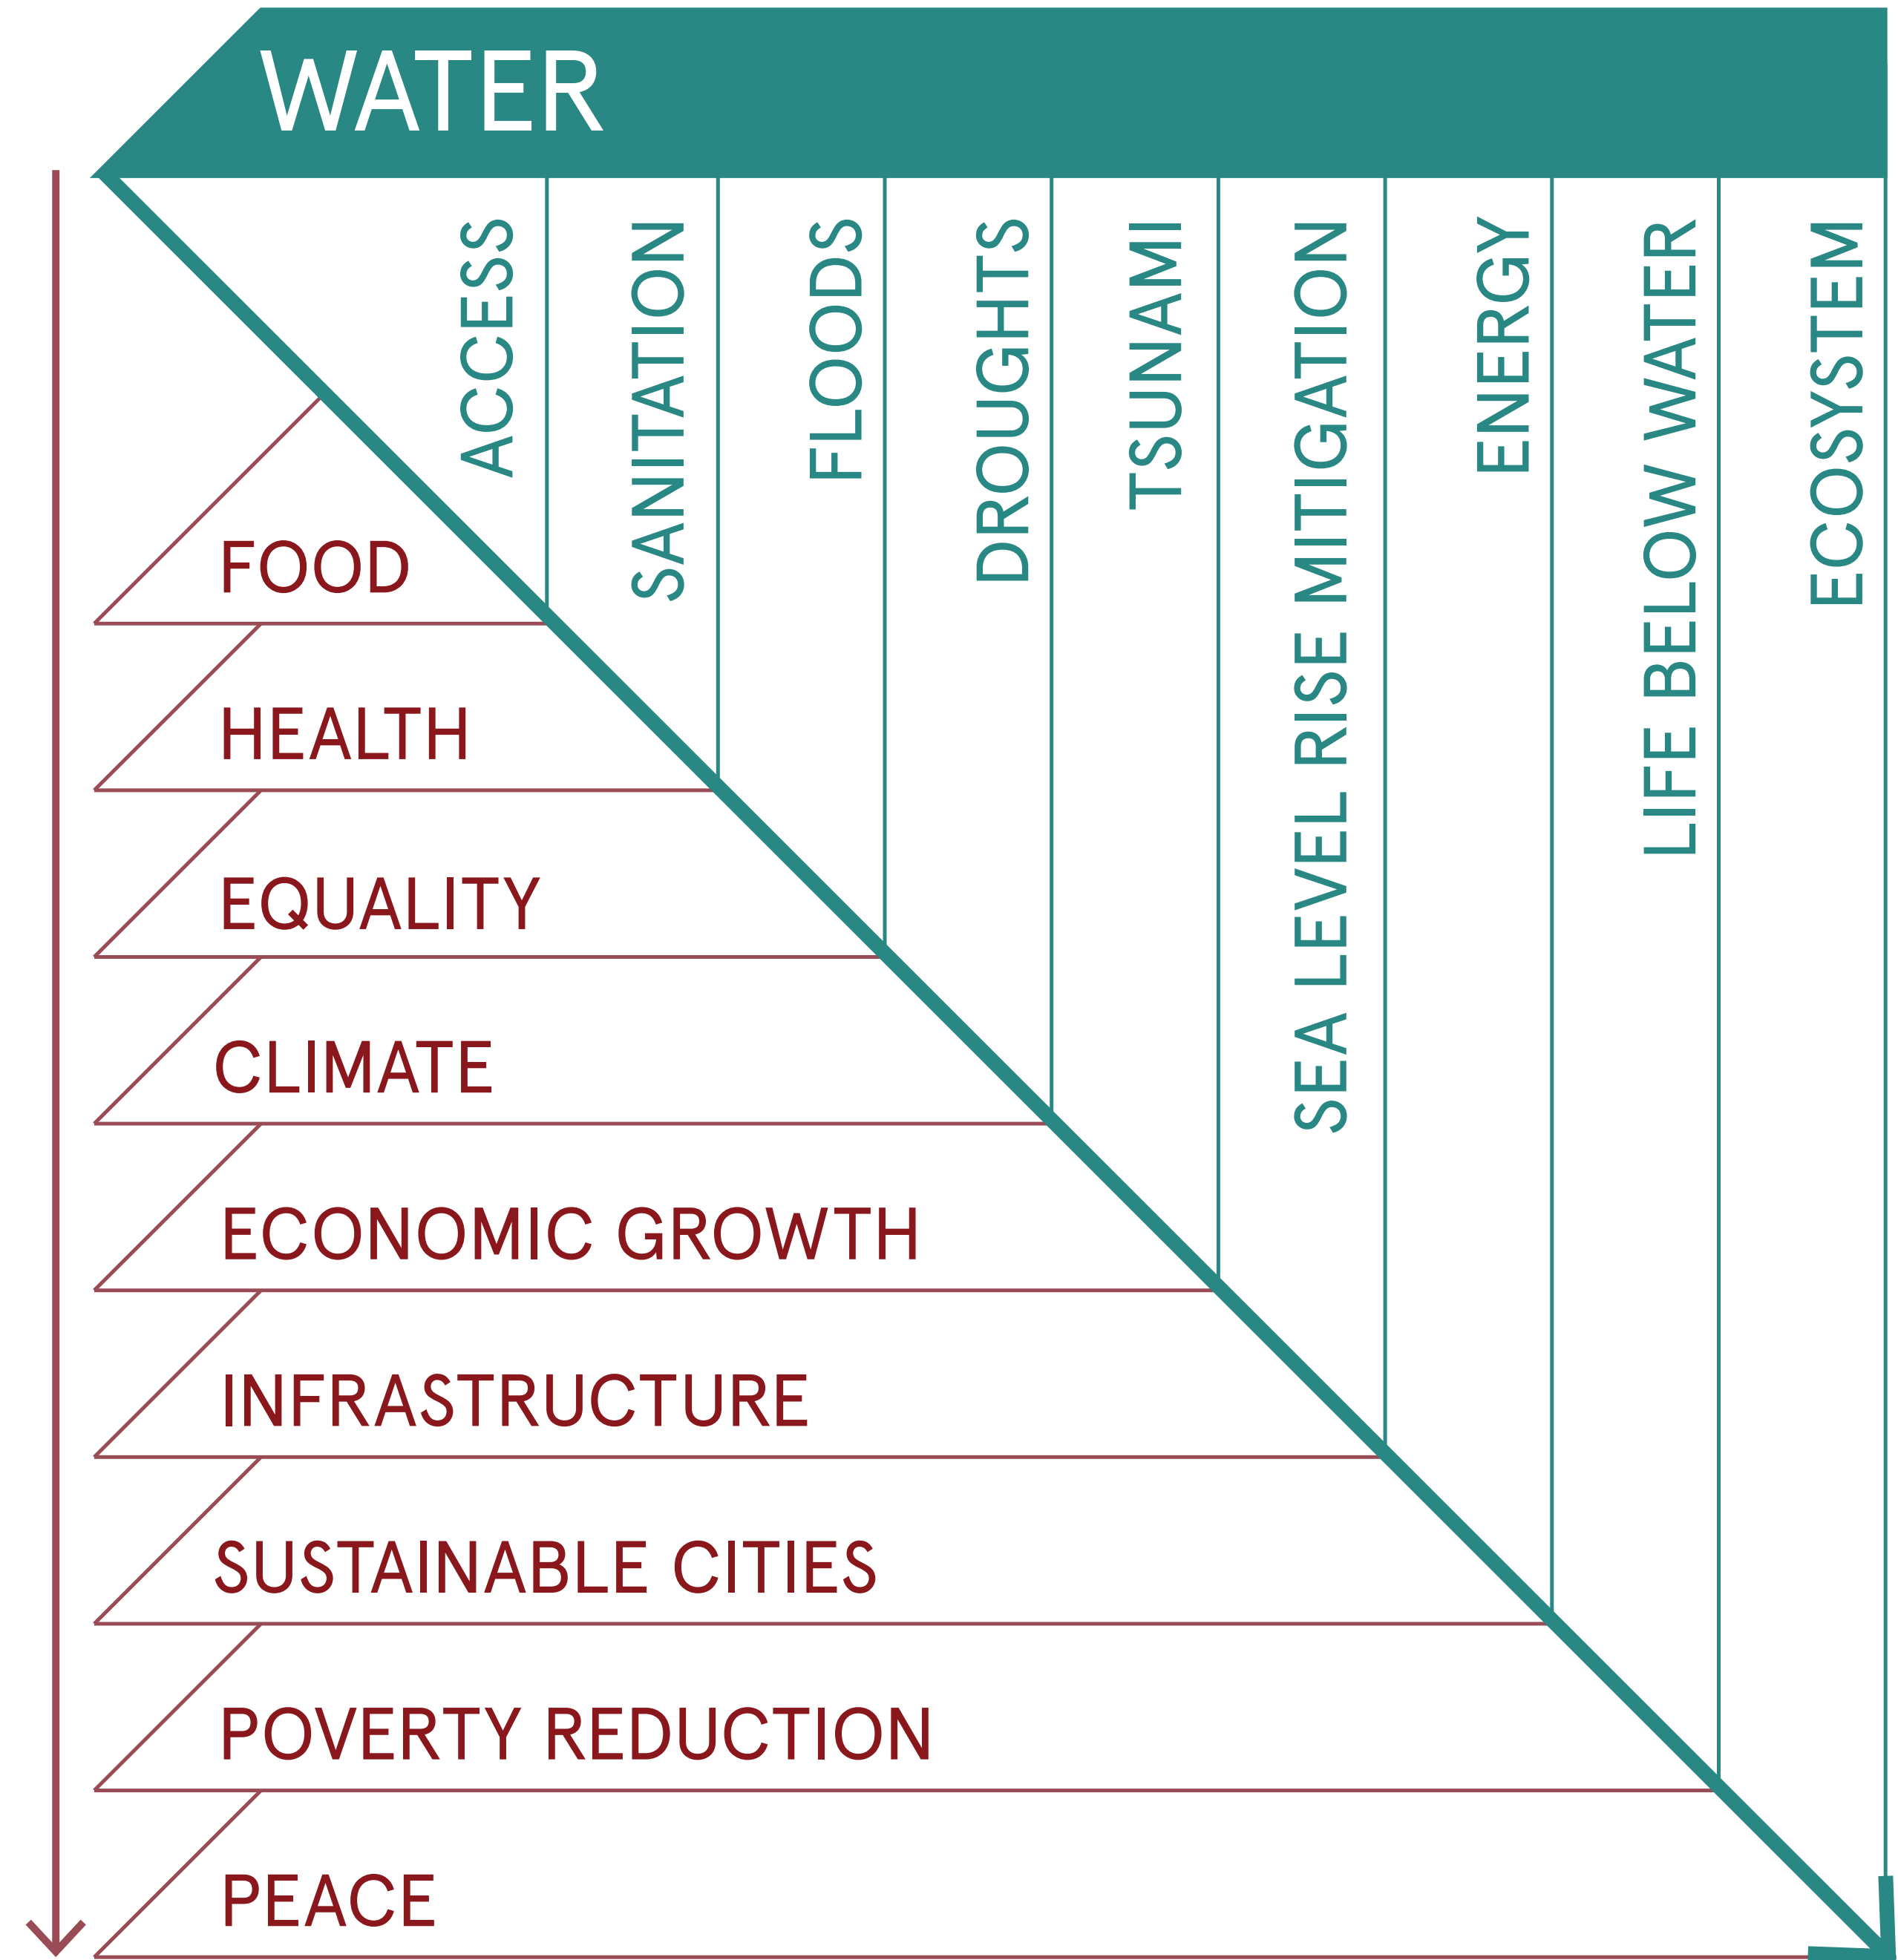 WATER
ACCESS
SANITATION
FLOODS
DROUGHTS
TSUNAMI
SEA LEVEL RISE MITIGATION
ENERGY
LIFE BELOW WATER
ECOSYSTEM
FOOD
HEALTH
EQUALITY
CLIMATE
ECONOMIC GROWTH
INFRASTRUCTURE
SUSTAINABLE CITIES
POVERTY REDUCTION
PEACE